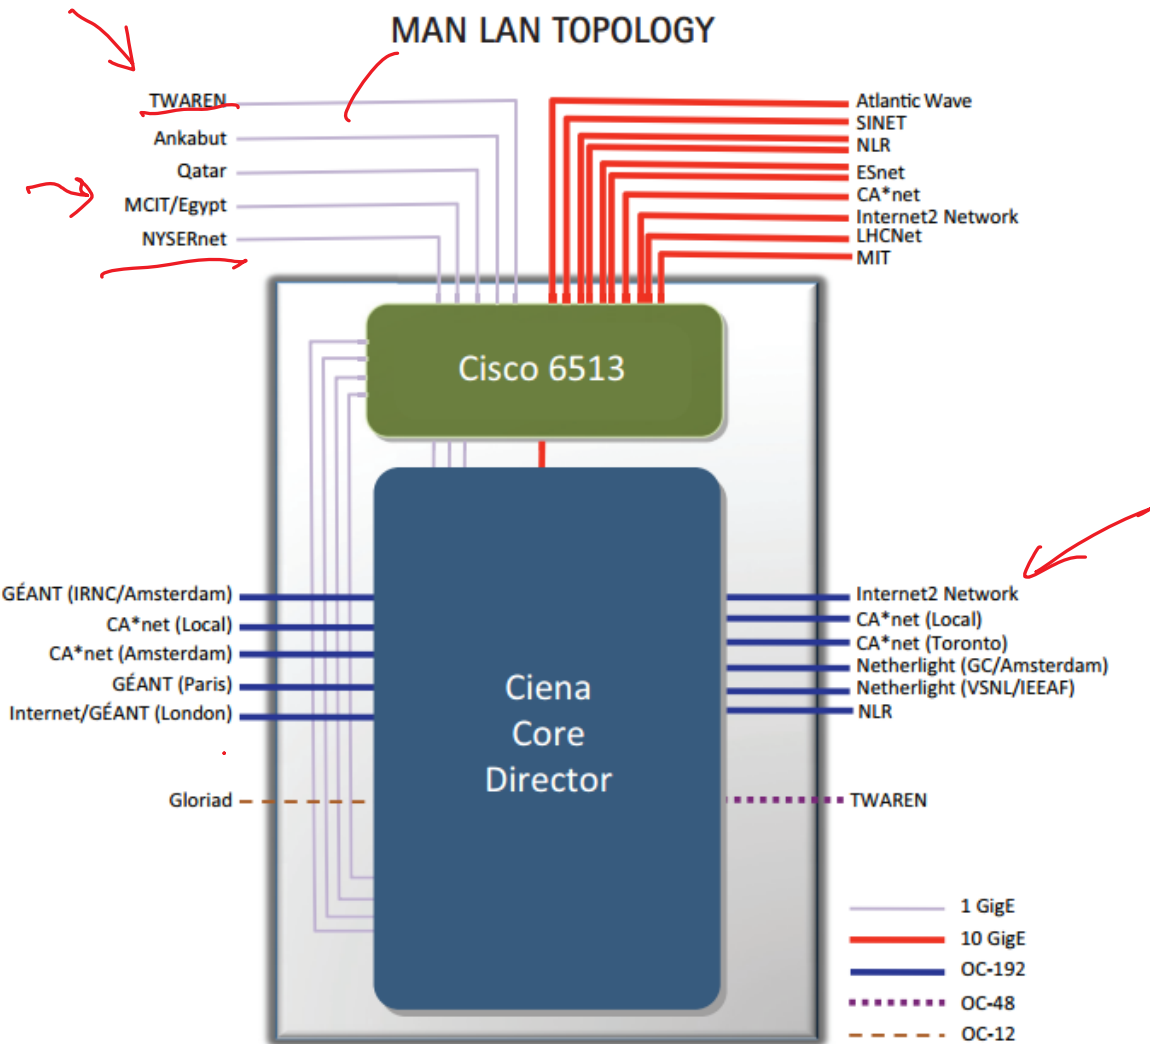 MAN LAN TOPOLOGY
TWAREN
Ankabut
Qatar
MCIT/Egypt
NYSERnet
Atlantic Wave
SINET
NLR
ESnet
CA*net
Internet2 Network
LHCNet
MIT
Cisco 6513
GÉANT (IRNC/Amsterdam)
CA*net (Local)
CA*net (Amsterdam)
GÉANT (Paris)
Internet/GÉANT (London)
Gloriad
Ciena
Core
Director
Internet2 Network
CA*net (Local)
CA*net (Toronto)
Netherlight (GC/Amsterdam)
Netherlight (VSNL/IEEAF)
NLR
TWAREN
1 GigE
10 GigE
OC-192
OC-48
OC-12